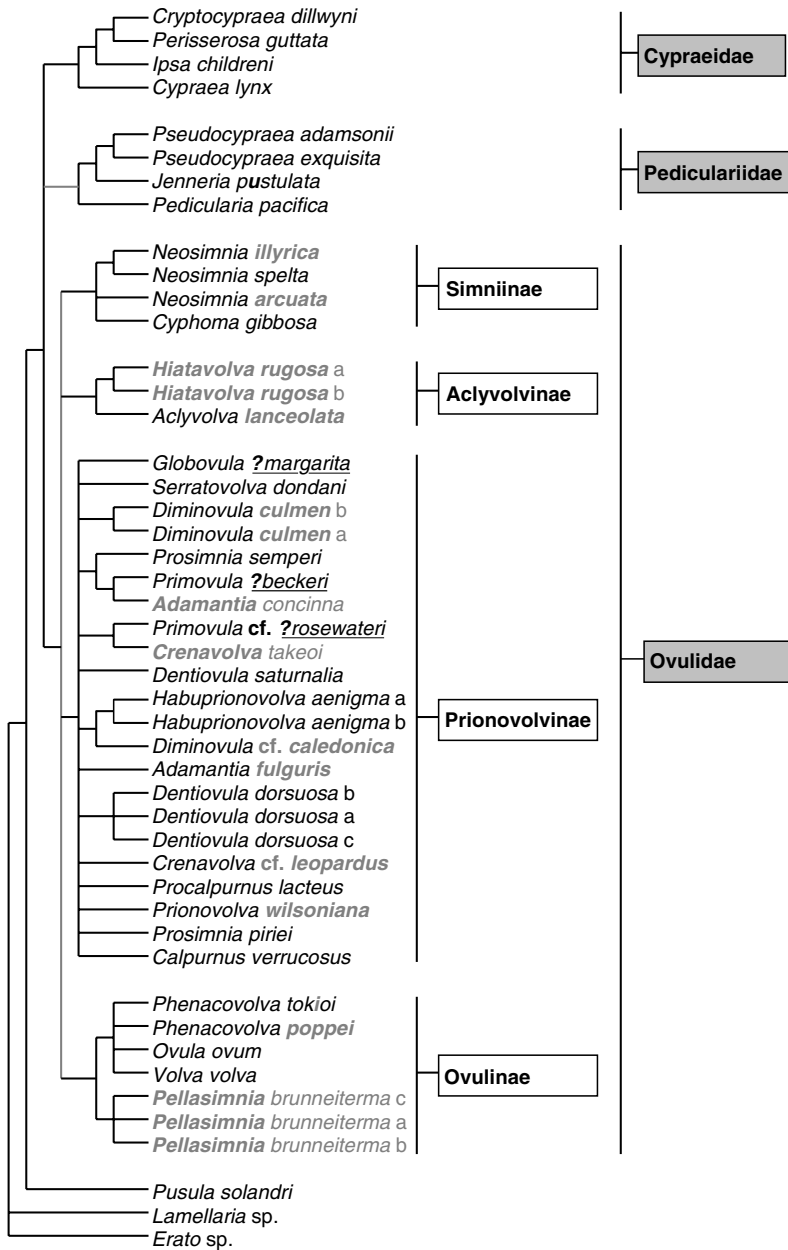 Cryptocypraea dillwyni
Perisserosa guttata
Ipsa childreni
Cypraea lynx
Cypraeidae
Pseudocypraea adamsonii
Pseudocypraea exquisita
Jenneria pustulata
Pedicularia pacifica
Pediculariidae
Neosimnia illyrica
Neosimnia spelta
Neosimnia arcuata
Cyphoma gibbosa
Simniinae
Hiatavolva rugosa a
Hiatavolva rugosa b
Aclyvolva lanceolata
Aclyvolvinae
Globovula ?margarita
Serratovolva dondani
Diminovula culmen b
Diminovula culmen a
Prosimnia semperi
Primovula ?beckeri
Adamantia concinna
Primovula cf. ?rosewateri
Crenavolva takeoi
Dentiovula saturnalia
Habuprionovolva aenigma a
Habuprionovolva aenigma b
Diminovula cf. caledonica
Adamantia fulguris
Dentiovula dorsuosa b
Dentiovula dorsuosa a
Dentiovula dorsuosa c
Crenavolva cf. leopardus
Procalpurnus lacteus
Prionovolva wilsoniana
Prosimnia piriei
Calpurnus verrucosus
Prionovolvinae
Ovulidae
Phenacovolva tokioi
Phenacovolva poppei
Ovula ovum
Volva volva
Pellasimnia brunneiterma c
Pellasimnia brunneiterma a
Pellasimnia brunneiterma b
Ovulinae
Pusula solandri
Lamellaria sp.
Erato sp.